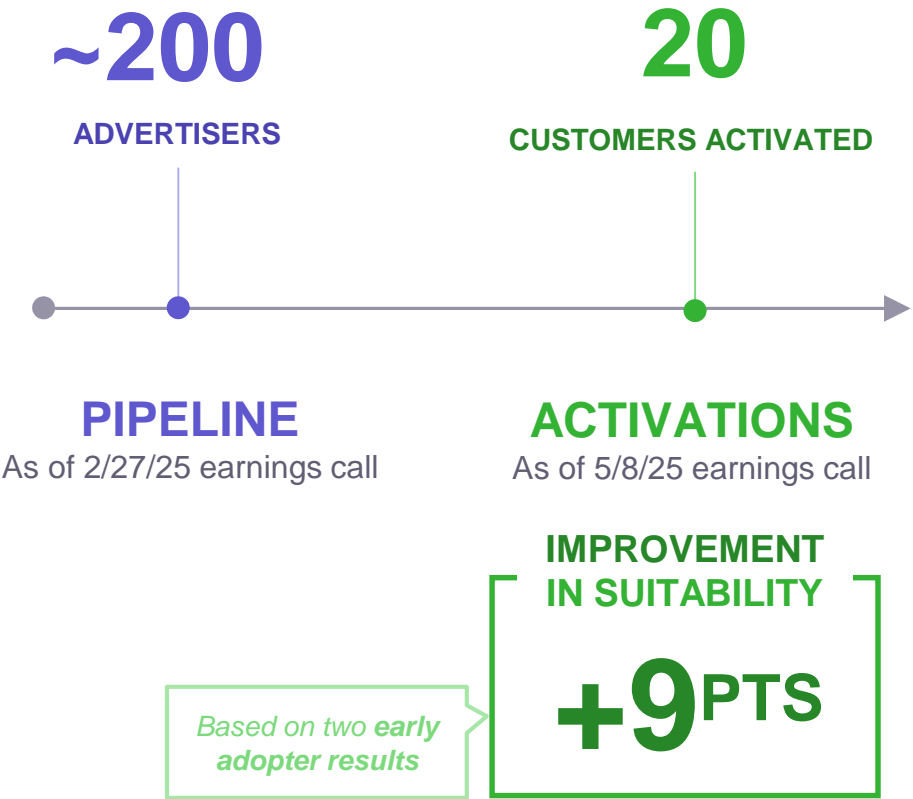 ~200
ADVERTISERS
20
CUSTOMERS ACTIVATED
PIPELINE
As of 2/27/25 earnings call
ACTIVATIONS
As of 5/8/25 earnings call
IMPROVEMENT
IN SUITABILITY
+9PTS
Based on two early
adopter results